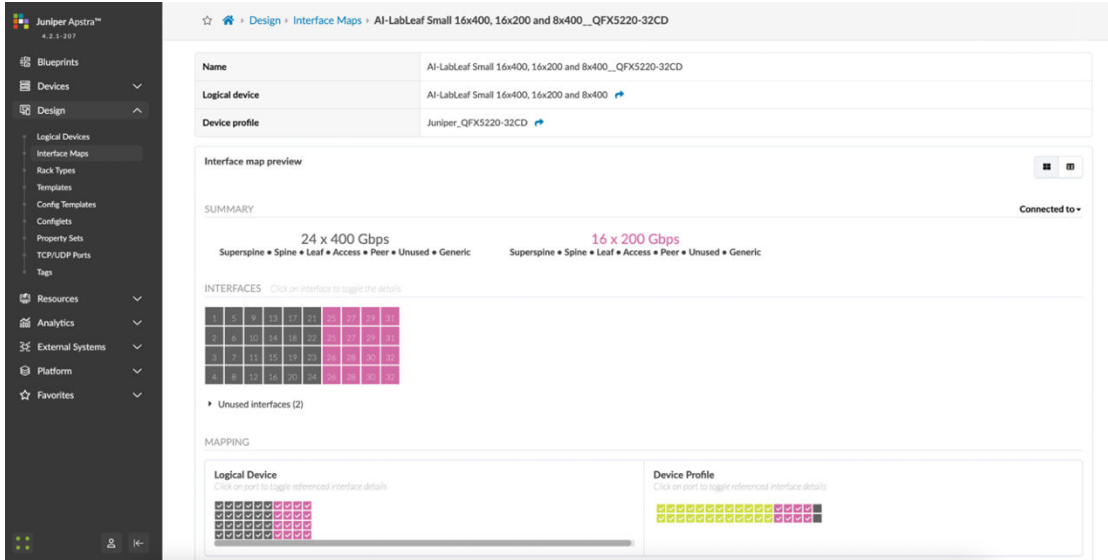 Juniper Apstra™
4.2.1-207
Blueprints
Devices
Design
Logical Devices
Interface Maps
Rack Types
Templates
Config Templates
Configlets
Property Sets
TCP/UDP Ports
Tags
Resources
Analytics
External Systems
Platform
Favorites
Design › Interface Maps › AI-LabLeaf Small 16x400, 16x200 and 8x400__QFX5220-32CD
Name AI-LabLeaf Small 16x400, 16x200 and 8x400__QFX5220-32CD
Logical device AI-LabLeaf Small 16x400, 16x200 and 8x400
Device profile Juniper_QFX5220-32CD
Interface map preview
SUMMARY Connected to
24 x 400 Gbps 16 x 200 Gbps
Superspine • Spine • Leaf • Access • Peer • Unused • Generic Superspine • Spine • Leaf • Access • Peer • Unused • Generic
INTERFACES Click on interface to toggle the details
1 5 9 13 17 21 25 27 29 31
2 6 10 14 18 22 25 27 29 31
3 7 11 15 19 23 26 28 30 32
4 8 12 16 20 24 26 28 30 32
Unused interfaces (2)
MAPPING
Logical Device Device Profile
Click on port to toggle referenced interface details Click on port to toggle referenced interface details